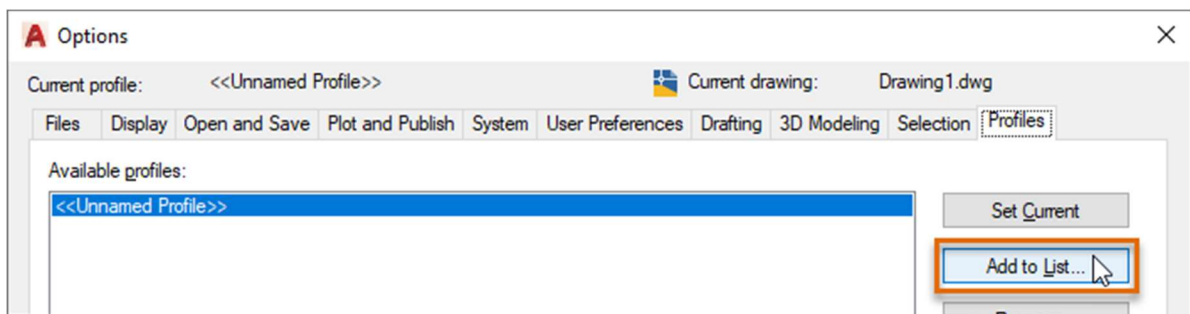 Options
Current profile: <<Unnamed Profile>> Current drawing: Drawing1.dwg
Files Display Open and Save Plot and Publish System User Preferences Drafting 3D Modeling Selection Profiles
Available profiles:
<<Unnamed Profile>>
Set Current
Add to List...